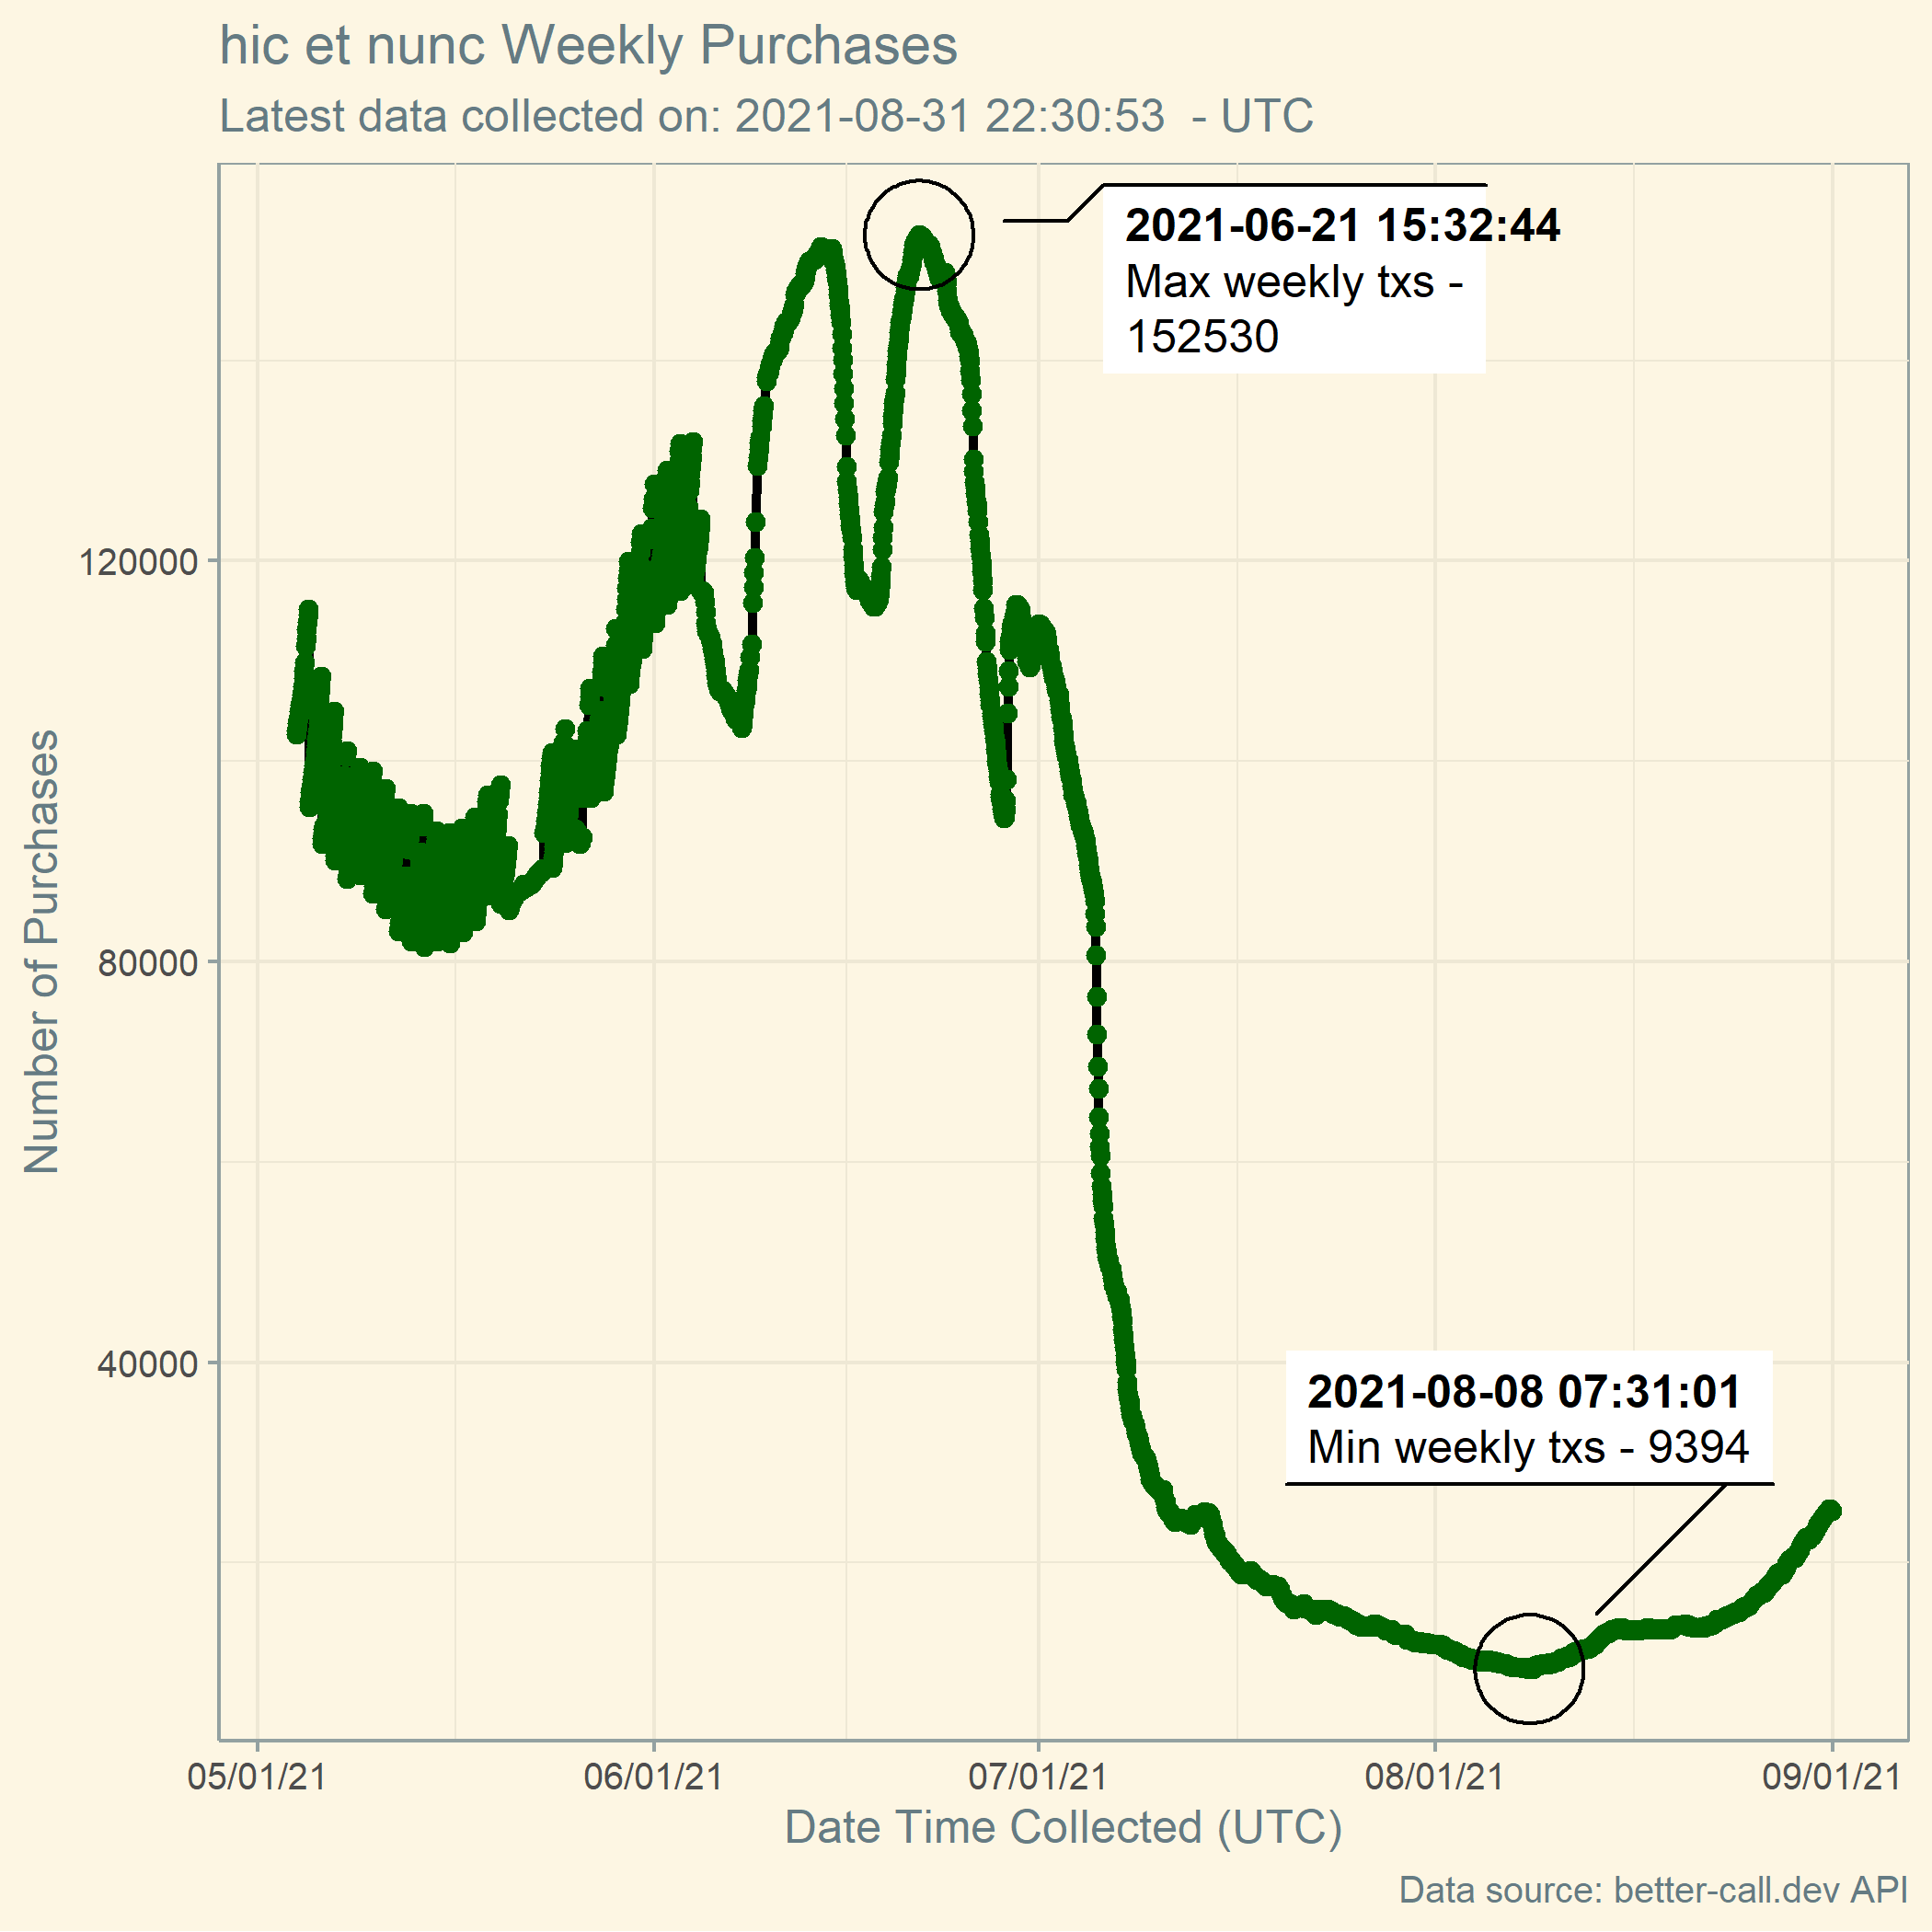 hic et nunc Weekly Purchases
Latest data collected on: 2021-08-31 22:30:53  - UTC
2021-06-21 15:32:44
Max weekly txs -
152530
120000
80000
40000
Number of Purchases
2021-08-08 07:31:01
Min weekly txs - 9394
05/01/21
06/01/21
07/01/21
08/01/21
09/01/21
Date Time Collected (UTC)
Data source: better-call.dev API